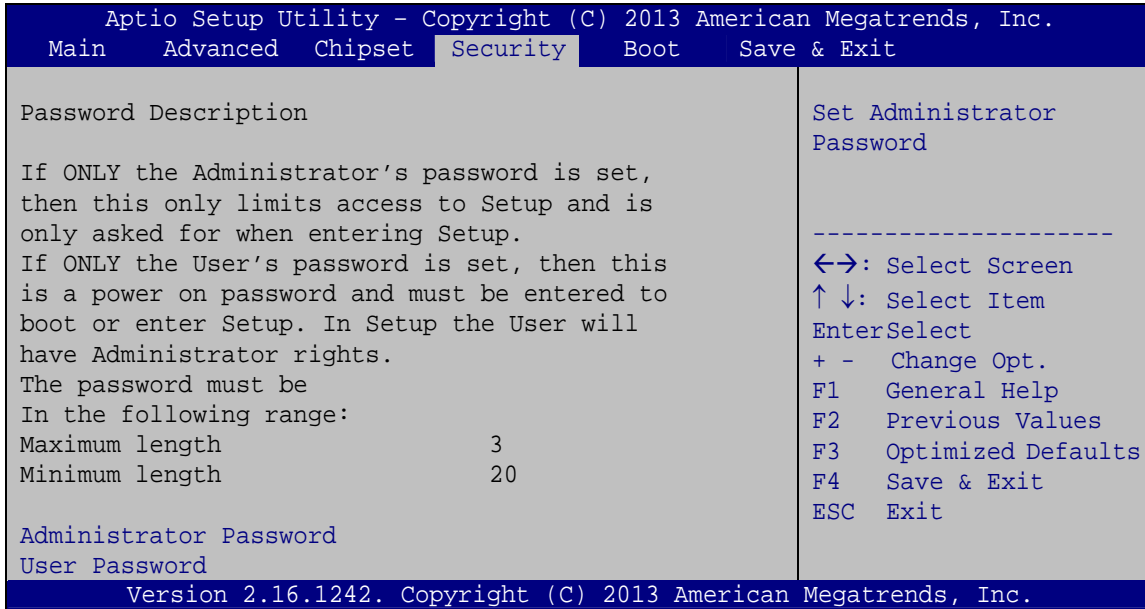 Aptio Setup Utility – Copyright (C) 2013 American Megatrends, Inc.
Main Advanced Chipset Security Boot Save & Exit
Password Description
If ONLY the Administrator’s password is set,
then this only limits access to Setup and is
only asked for when entering Setup.
If ONLY the User’s password is set, then this
is a power on password and must be entered to
boot or enter Setup. In Setup the User will
have Administrator rights.
The password must be
In the following range:
Maximum length 3
Minimum length 20
Administrator Password
User Password
Set Administrator
Password
---------------------
←→: Select Screen
↑ ↓: Select Item
EnterSelect
+ - Change Opt.
F1 General Help
F2 Previous Values
F3 Optimized Defaults
F4 Save & Exit
ESC Exit
Version 2.16.1242. Copyright (C) 2013 American Megatrends, Inc.